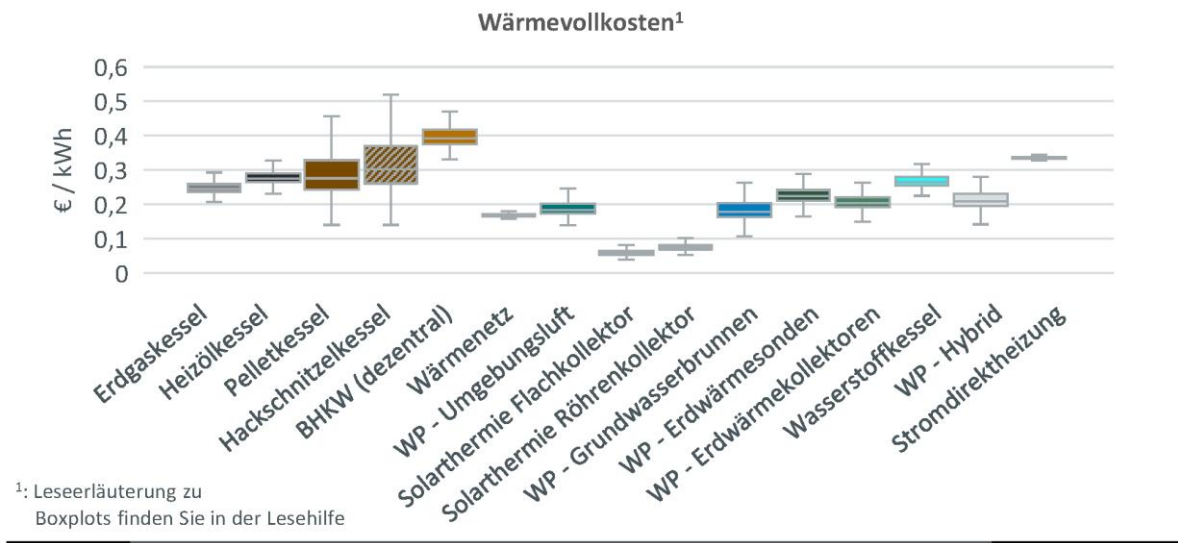 Wärmevollkosten¹
€ / kWh
0,6
0,5
0,4
0,3
0,2
0,1
0
Erdgaskessel
Heizölkessel
Pelletkessel
Hackschnitzelkessel
BHKW (dezentral)
Wärmenetz
WP - Umgebungsluft
Solarthermie Flachkollektor
Solarthermie Röhrenkollektor
WP - Grundwasserbrunnen
WP - Erdwärmesonden
WP - Erdwärmekollektoren
Wasserstoffkessel
WP - Hybrid
Stromdirektheizung
¹: Leseerläuterung zu
Boxplots finden Sie in der Lesehilfe